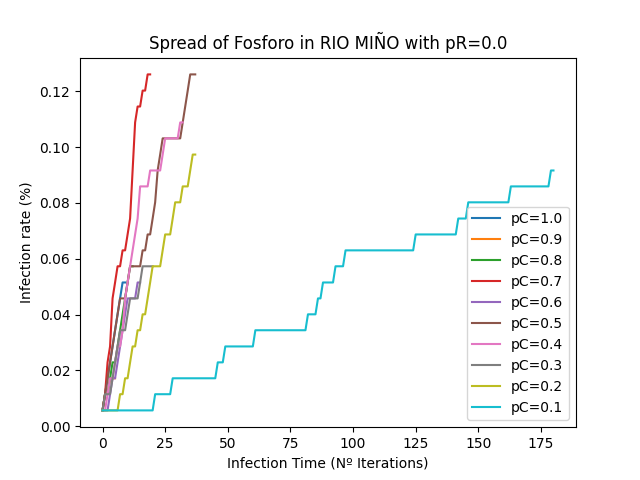 Spread of Fosforo in RIO MIÑO with pR=0.0
Infection rate (%)
0.12
0.10
0.08
0.06
0.04
0.02
0.00
0 25 50 75 100 125 150 175
Infection Time (Nº Iterations)
pC=1.0
pC=0.9
pC=0.8
pC=0.7
pC=0.6
pC=0.5
pC=0.4
pC=0.3
pC=0.2
pC=0.1